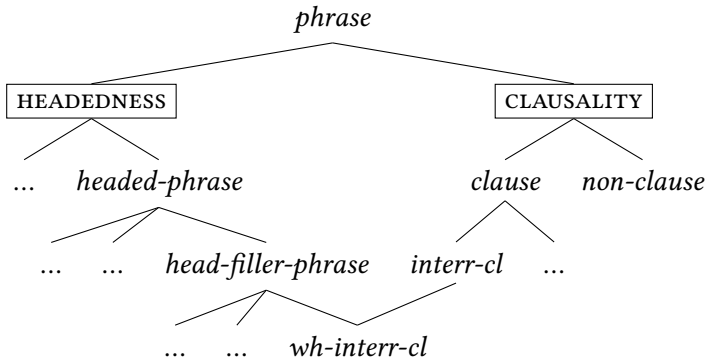 phrase
HEADEDNESS CLAUSALITY
... headed-phrase clause non-clause
... ... head-filler-phrase interr-cl ...
... ... wh-interr-cl